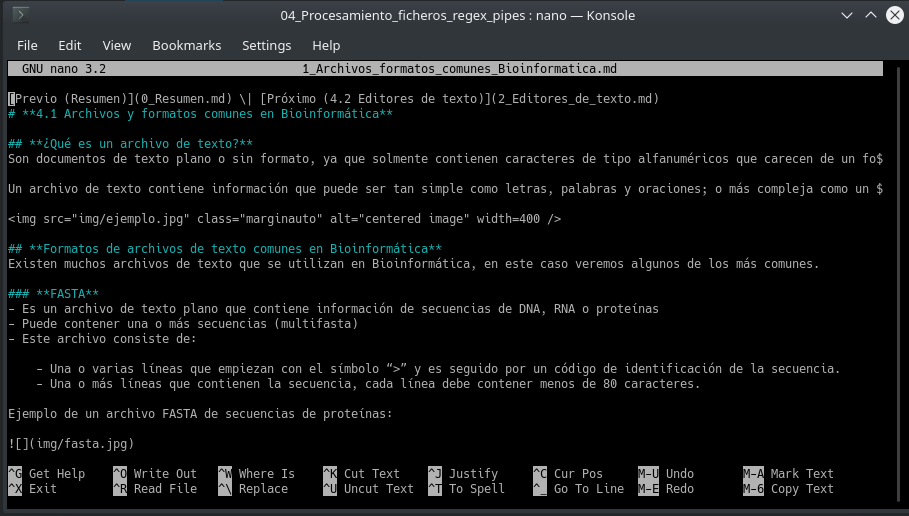 04_Procesamiento_ficheros_regex_pipes : nano — Konsole
File Edit View Bookmarks Settings Help
GNU nano 3.2 1_Archivos_formatos_comunes_Bioinformatica.md
[Previo (Resumen)](0_Resumen.md) \| [Próximo (4.2 Editores de texto)](2_Editores_de_texto.md)
# **4.1 Archivos y formatos comunes en Bioinformática**
## **¿Qué es un archivo de texto?**
Son documentos de texto plano o sin formato, ya que solmente contienen caracteres de tipo alfanuméricos que carecen de un fo$
Un archivo de texto contiene información que puede ser tan simple como letras, palabras y oraciones; o más compleja como un $
<img src="img/ejemplo.jpg" class="marginauto" alt="centered image" width=400 />
## **Formatos de archivos de texto comunes en Bioinformática**
Existen muchos archivos de texto que se utilizan en Bioinformática, en este caso veremos algunos de los más comunes.
### **FASTA**
- Es un archivo de texto plano que contiene información de secuencias de DNA, RNA o proteínas
- Puede contener una o más secuencias (multifasta)
- Este archivo consiste de:
- Una o varias líneas que empiezan con el símbolo “>” y es seguido por un código de identificación de la secuencia.
- Una o más líneas que contienen la secuencia, cada línea debe contener menos de 80 caracteres.
Ejemplo de un archivo FASTA de secuencias de proteínas:
![](img/fasta.jpg)
^G Get Help ^O Write Out ^W Where Is ^K Cut Text ^J Justify ^C Cur Pos M-U Undo M-A Mark Text
^X Exit ^R Read File ^\ Replace ^U Uncut Text ^T To Spell ^_ Go To Line M-E Redo M-6 Copy Text